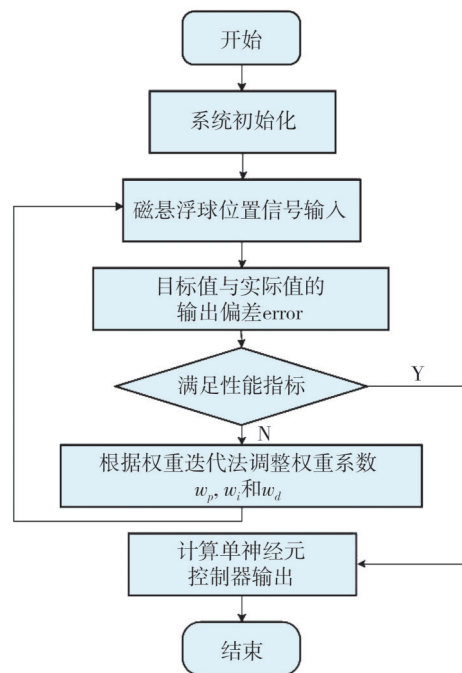 开始
系统初始化
磁悬浮球位置信号输入
目标值与实际值的
输出偏差error
满足性能指标
Y
N
根据权重迭代法调整权重系数
w_p, w_i和w_d
计算单神经元
控制器输出
结束